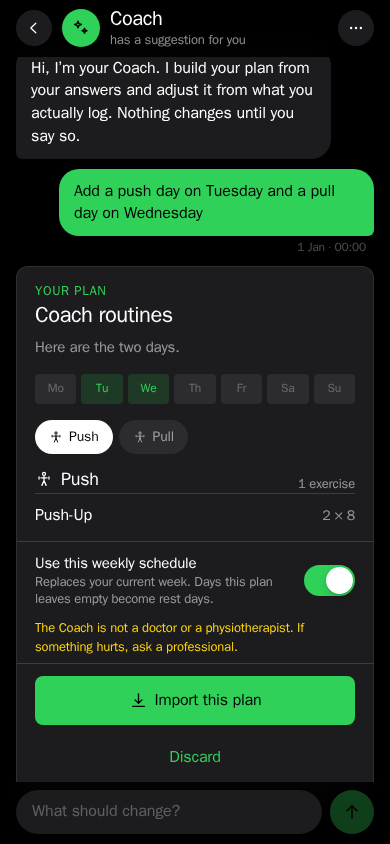 Coach
has a suggestion for you
Hi, I'm your Coach. I build your plan from
your answers and adjust it from what you
actually log. Nothing changes until you
say so.
Add a push day on Tuesday and a pull
day on Wednesday
1 Jan · 00:00
YOUR PLAN
Coach routines
Here are the two days.
Mo Tu We Th Fr Sa Su
Push Pull
Push 1 exercise
Push-Up 2 × 8
Use this weekly schedule
Replaces your current week. Days this plan
leaves empty become rest days.
The Coach is not a doctor or a physiotherapist. If
something hurts, ask a professional.
Import this plan
Discard
What should change?